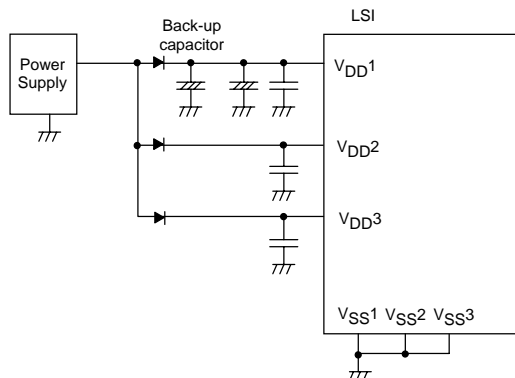 LSI
Back-up
capacitor
Power
Supply
VDD1
VDD2
VDD3
VSS1 VSS2 VSS3